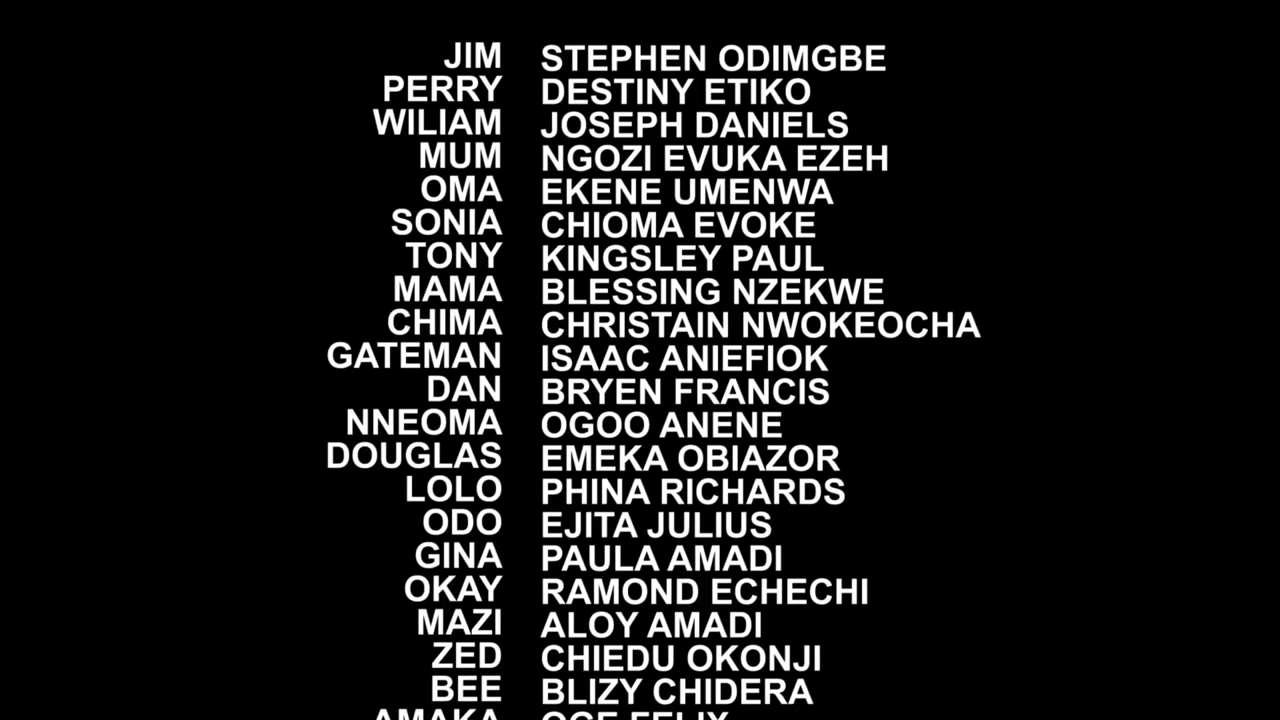 JIM STEPHEN ODIMGBE
PERRY DESTINY ETIKO
WILIAM JOSEPH DANIELS
MUM NGOZI EVUKA EZEH
OMA EKENE UMENWA
SONIA CHIOMA EVOKE
TONY KINGSLEY PAUL
MAMA BLESSING NZEKWE
CHIMA CHRISTAIN NWOKEOCHA
GATEMAN ISAAC ANIEFIOK
DAN BRYEN FRANCIS
NNEOMA OGOO ANENE
DOUGLAS EMEKA OBIAZOR
LOLO PHINA RICHARDS
ODO EJITA JULIUS
GINA PAULA AMADI
OKAY RAMOND ECHECHI
MAZI ALOY AMADI
ZED CHIEDU OKONJI
BEE BLIZY CHIDERA
AMAKA OGE FELIX